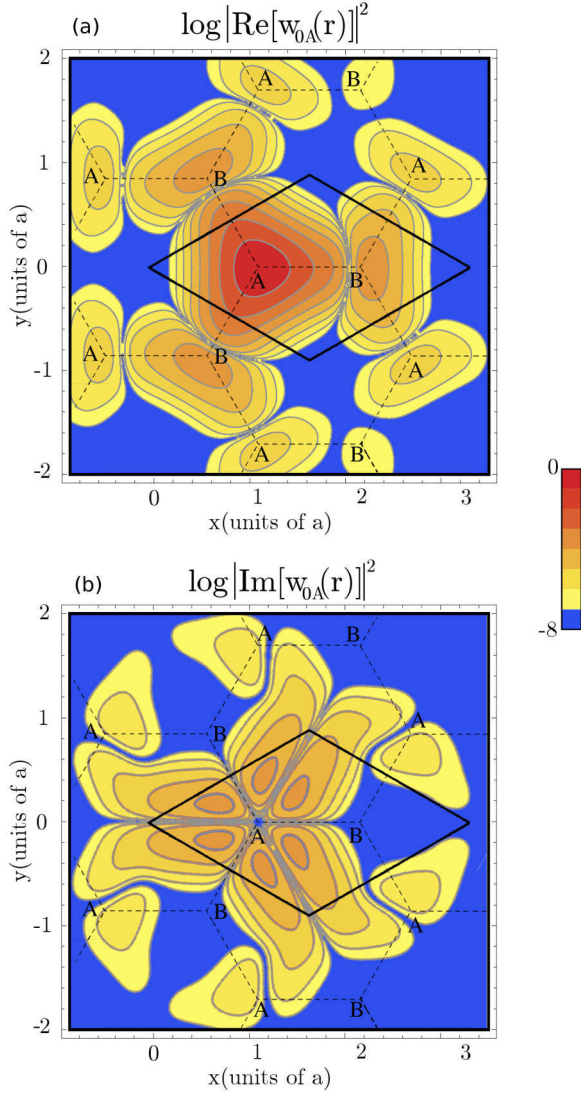 (a) log|Re[w0A(r)]|²
2
1
0
-1
-2
y(units of a)
A B
A B A
A B
A B A
A B
0 1 2 3
x(units of a)
0
-8
(b) log|Im[w0A(r)]|²
2
1
0
-1
-2
y(units of a)
A B
A B A
A B
A B A
A B
0 1 2 3
x(units of a)